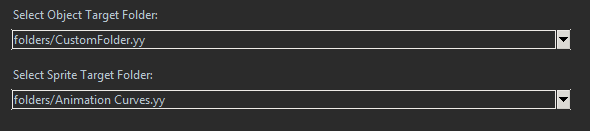 Select Object Target Folder:
folders/CustomFolder.yy
Select Sprite Target Folder:
folders/Animation Curves.yy